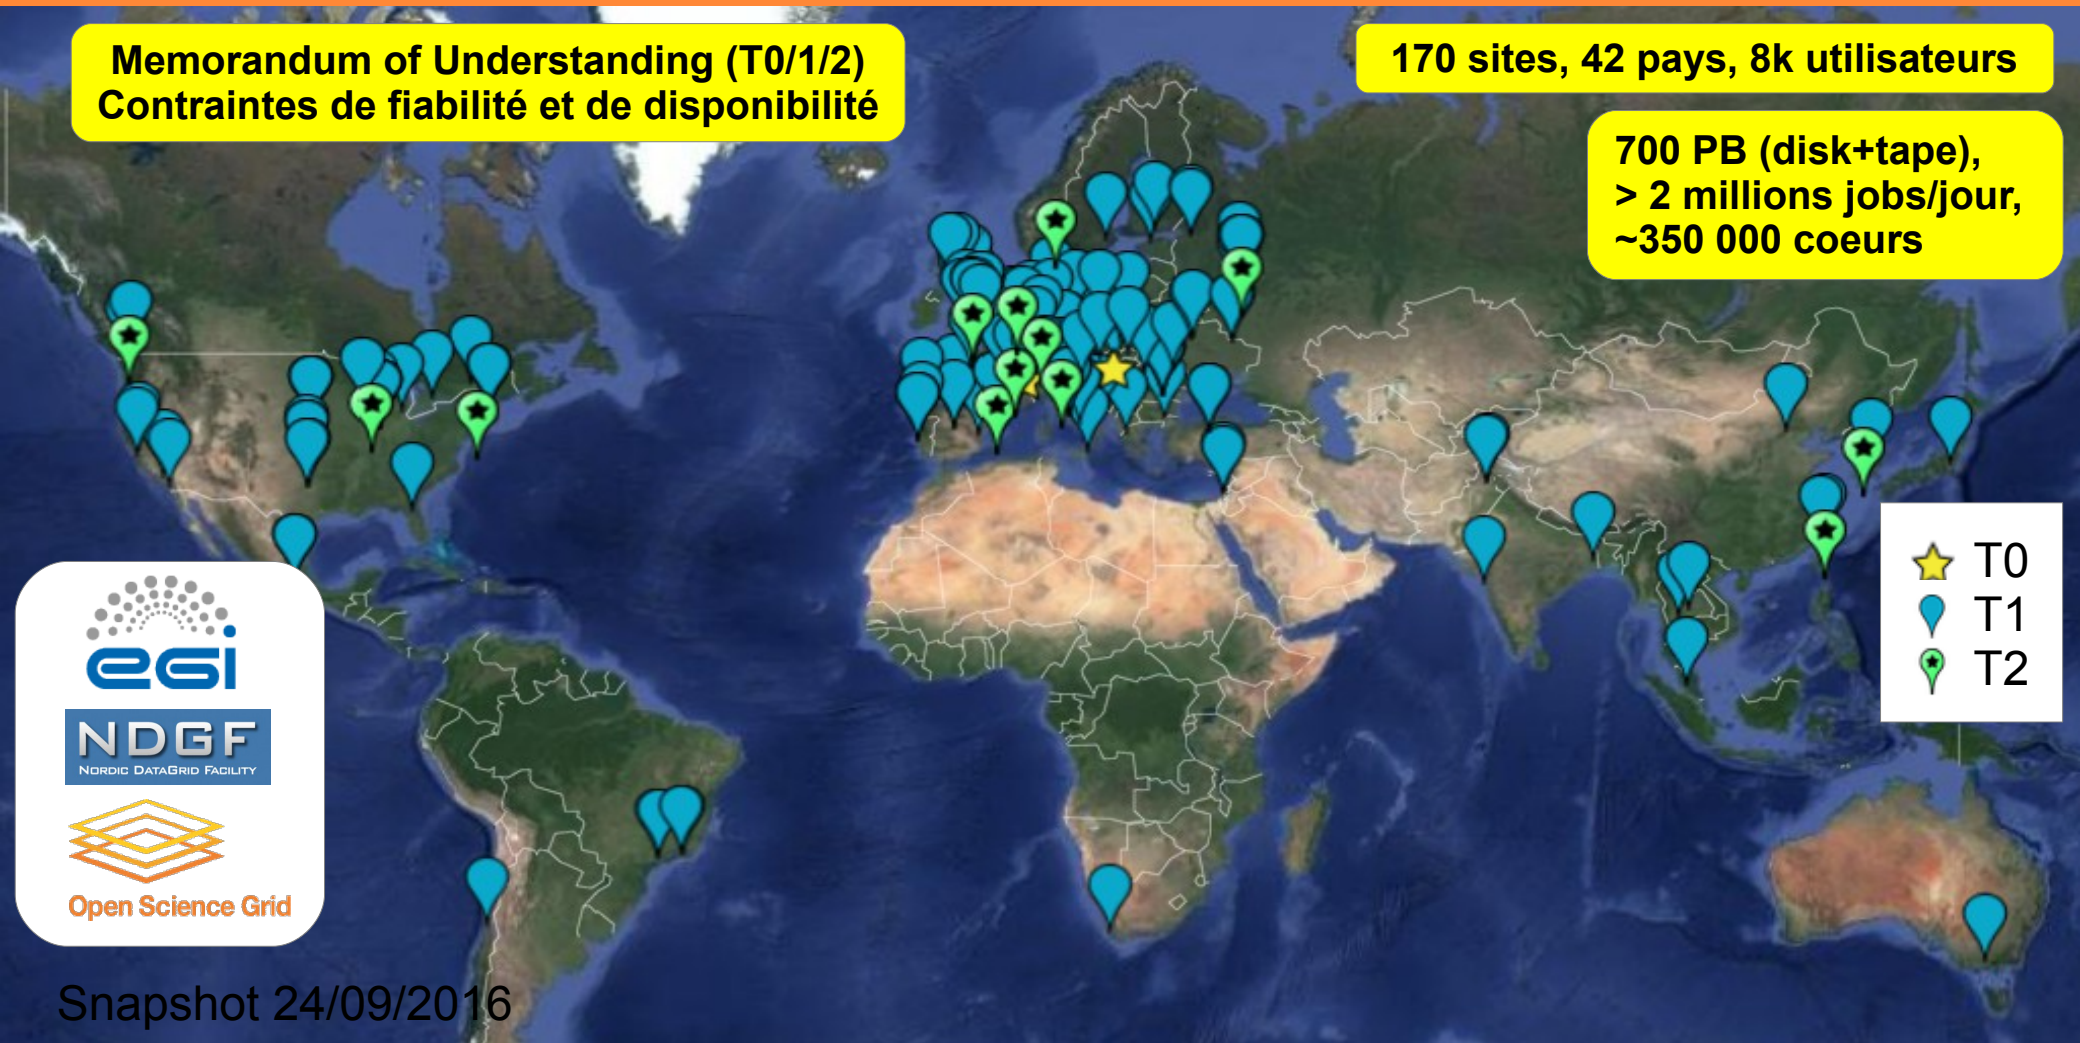 Memorandum of Understanding (T0/1/2)
Contraintes de fiabilité et de disponibilité
170 sites, 42 pays, 8k utilisateurs
700 PB (disk+tape),
> 2 millions jobs/jour,
~350 000 coeurs
T0
T1
T2
egi
NDGF
NORDIC DATAGRID FACILITY
Open Science Grid
Snapshot 24/09/2016